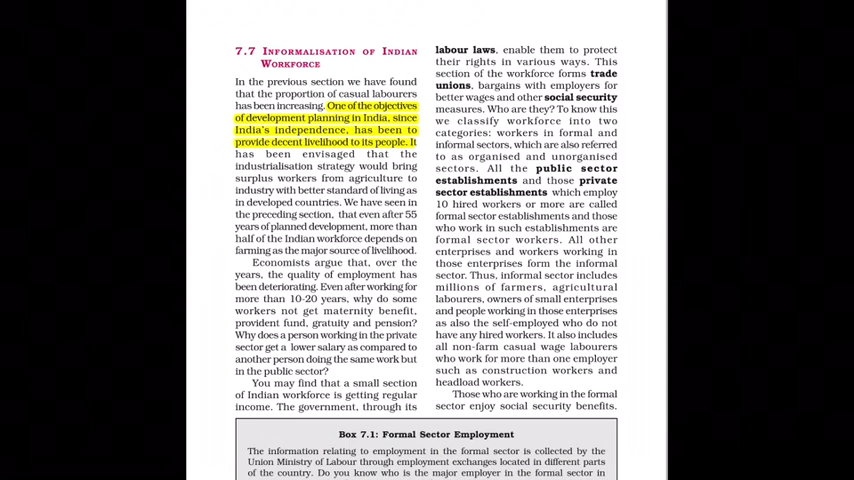 7.7 INFORMALISATION OF INDIAN
WORKFORCE
In the previous section we have found
that the proportion of casual labourers
has been increasing. One of the objectives
of development planning in India, since
India's independence, has been to
provide decent livelihood to its people. It
has been envisaged that the
industrialisation strategy would bring
surplus workers from agriculture to
industry with better standard of living as
in developed countries. We have seen in
the preceding section, that even after 55
years of planned development, more than
half of the Indian workforce depends on
farming as the major source of livelihood.
Economists argue that, over the
years, the quality of employment has
been deteriorating. Even after working for
more than 10-20 years, why do some
workers not get maternity benefit,
provident fund, gratuity and pension?
Why does a person working in the private
sector get a lower salary as compared to
another person doing the same work but
in the public sector?
You may find that a small section
of Indian workforce is getting regular
income. The government, through its
labour laws, enable them to protect
their rights in various ways. This
section of the workforce forms trade
unions, bargains with employers for
better wages and other social security
measures. Who are they? To know this
we classify workforce into two
categories: workers in formal and
informal sectors, which are also referred
to as organised and unorganised
sectors. All the public sector
establishments and those private
sector establishments which employ
10 hired workers or more are called
formal sector establishments and those
who work in such establishments are
formal sector workers. All other
enterprises and workers working in
those enterprises form the informal
sector. Thus, informal sector includes
millions of farmers, agricultural
labourers, owners of small enterprises
and people working in those enterprises
as also the self-employed who do not
have any hired workers. It also includes
all non-farm casual wage labourers
who work for more than one employer
such as construction workers and
headload workers.
Those who are working in the formal
sector enjoy social security benefits.
Box 7.1: Formal Sector Employment
The information relating to employment in the formal sector is collected by the
Union Ministry of Labour through employment exchanges located in different parts
of the country. Do you know who is the major employer in the formal sector in